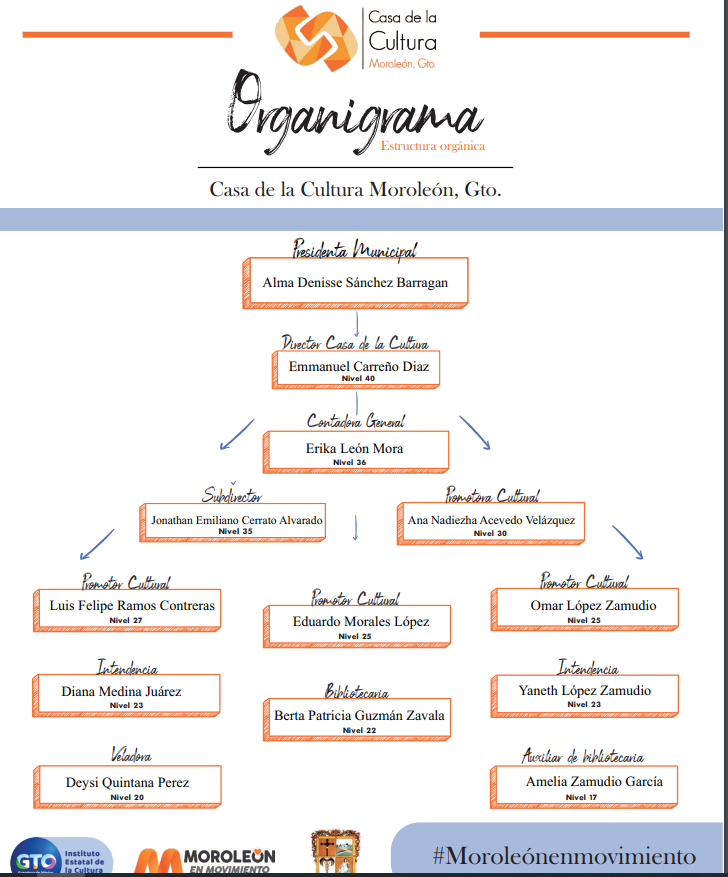 Casa de la
Cultura
Moroleón, Gto.
Organigrama
Estructura orgánica
Casa de la Cultura Moroleón, Gto.
Presidenta Municipal
Alma Denisse Sánchez Barragan
Director Casa de la Cultura
Emmanuel Carreño Diaz
Nivel 40
Contadora General
Erika León Mora
Nivel 36
Subdirector
Jonathan Emiliano Cerrato Alvarado
Nivel 35
Promotora Cultural
Ana Nadiezha Acevedo Velázquez
Nivel 30
Promotor Cultural
Luis Felipe Ramos Contreras
Nivel 27
Promotor Cultural
Eduardo Morales López
Nivel 25
Promotor Cultural
Omar López Zamudio
Nivel 25
Intendencia
Diana Medina Juárez
Nivel 23
Bibliotecaria
Berta Patricia Guzmán Zavala
Nivel 22
Intendencia
Yaneth López Zamudio
Nivel 23
Veladora
Deysi Quintana Perez
Nivel 20
Auxiliar de bibliotecaria
Amelia Zamudio García
Nivel 17
GTO
Instituto
Estatal de
la Cultura
MOROLEÓN
EN MOVIMIENTO
#Moroleónenmovimiento